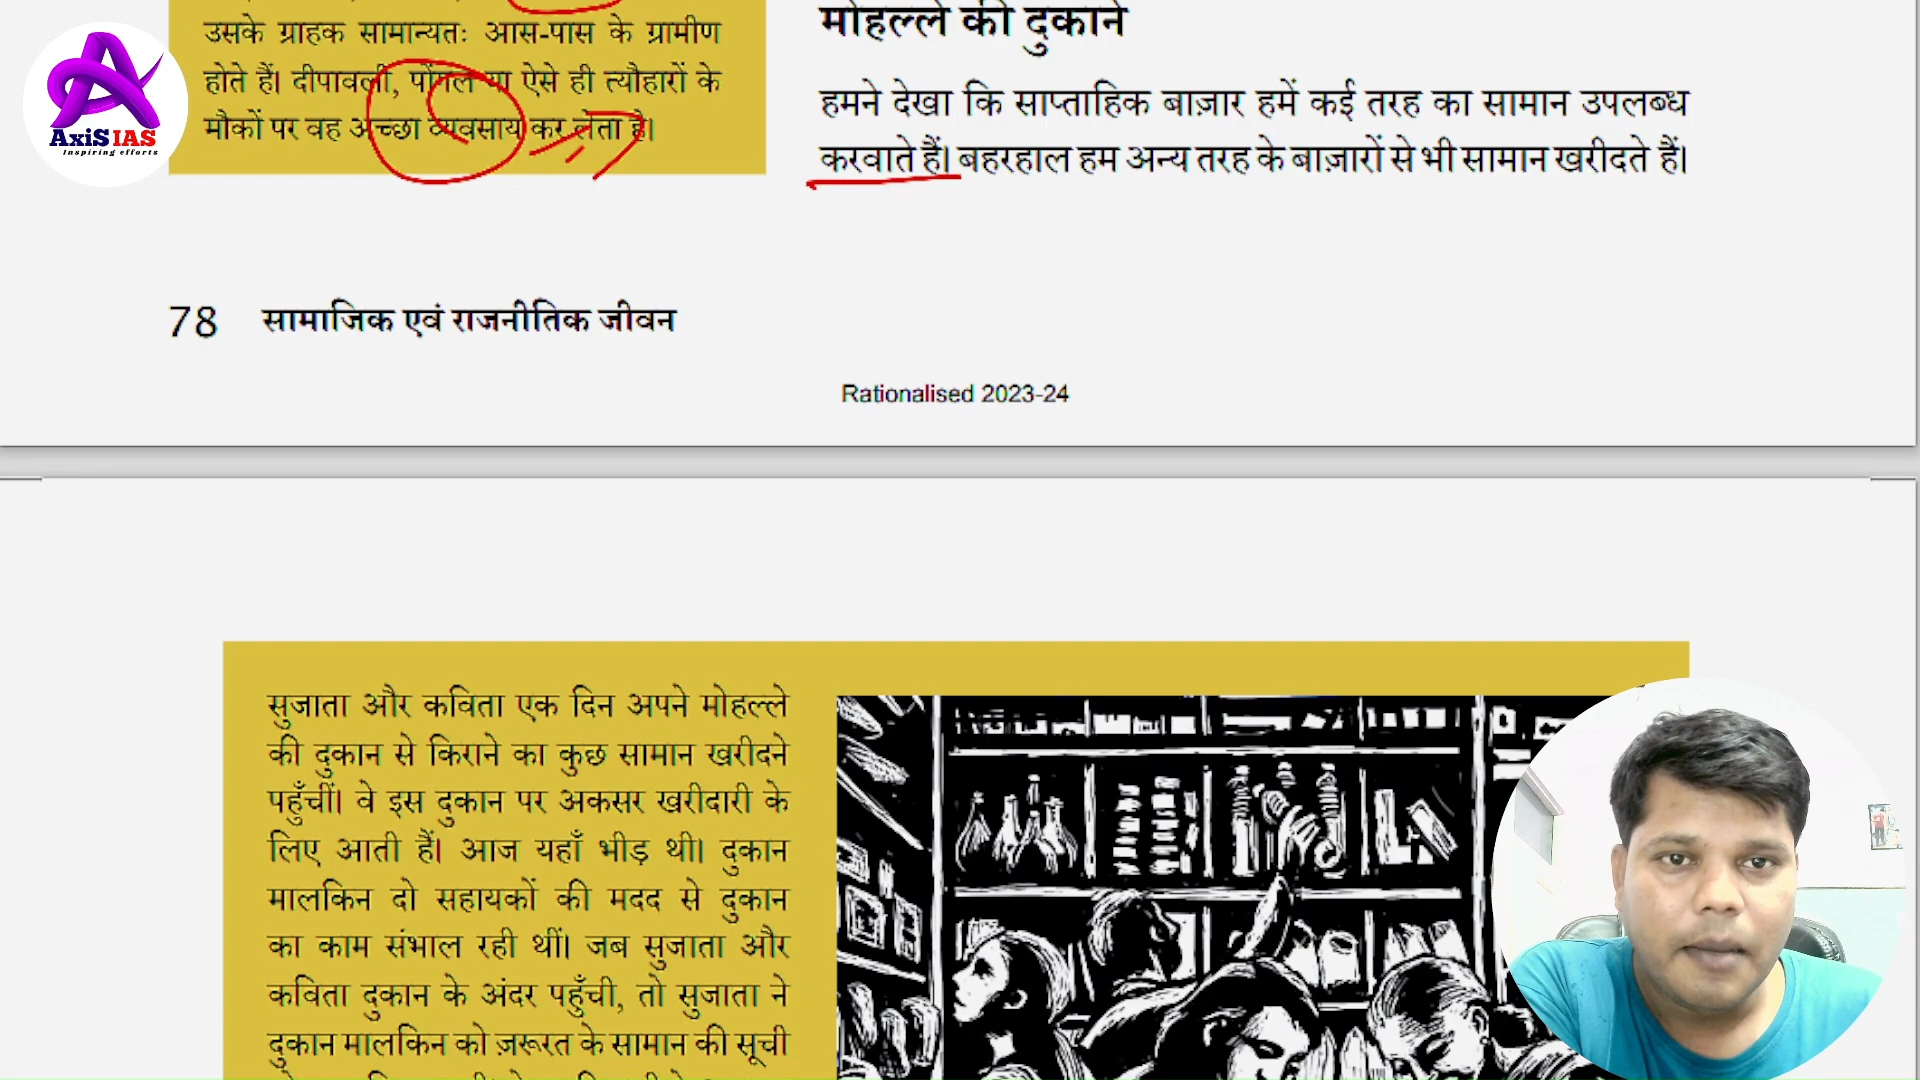 उसके ग्राहक सामान्यतः आस-पास के ग्रामीण
होते हैं। दीपावली, पोंगल या ऐसे ही त्यौहारों के
मौकों पर वह अच्छा व्यवसाय कर लेता है।
AxiS IAS
Inspiring efforts
मोहल्ले की दुकानें
हमने देखा कि साप्ताहिक बाज़ार हमें कई तरह का सामान उपलब्ध
करवाते हैं। बहरहाल हम अन्य तरह के बाज़ारों से भी सामान खरीदते हैं।
78 सामाजिक एवं राजनीतिक जीवन
Rationalised 2023-24
सुजाता और कविता एक दिन अपने मोहल्ले
की दुकान से किराने का कुछ सामान खरीदने
पहुँचीं। वे इस दुकान पर अकसर खरीदारी के
लिए आती हैं। आज यहाँ भीड़ थी। दुकान
मालकिन दो सहायकों की मदद से दुकान
का काम संभाल रही थीं। जब सुजाता और
कविता दुकान के अंदर पहुँची, तो सुजाता ने
दुकान मालकिन को ज़रूरत के सामान की सूची